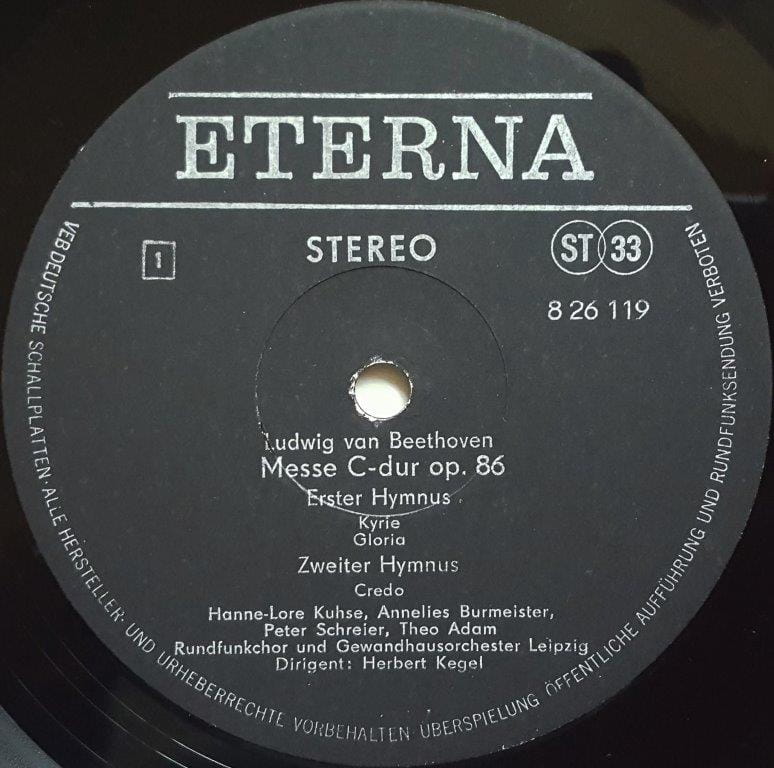 ETERNA
1
STEREO
ST 33
8 26 119
Ludwig van Beethoven
Messe C-dur op. 86
Erster Hymnus
Kyrie
Gloria
Zweiter Hymnus
Credo
Hanne-Lore Kuhse, Annelies Burmeister,
Peter Schreier, Theo Adam
Rundfunkchor und Gewandhausorchester Leipzig
Dirigent: Herbert Kegel
VEB DEUTSCHE SCHALLPLATTEN · ALLE HERSTELLER- UND URHEBERRECHTE VORBEHALTEN · ÜBERSPIELUNG ÖFFENTLICHE AUFFÜHRUNG UND RUNDFUNKSENDUNG VERBOTEN